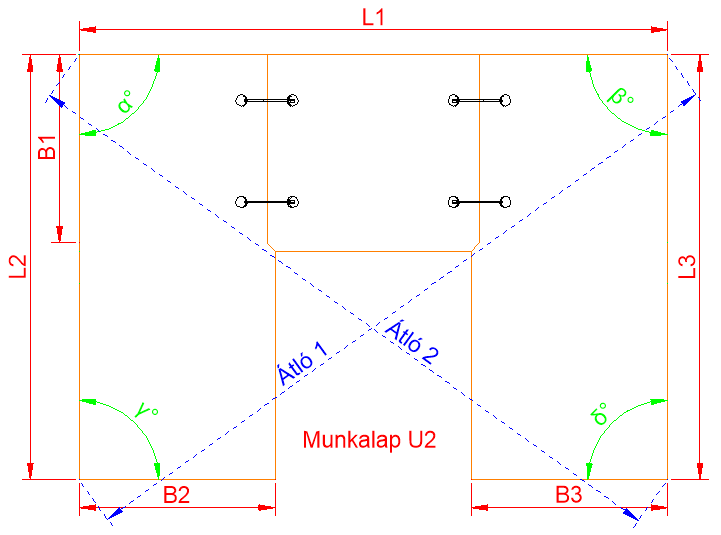 L1
α°
β°
B1
L2
L3
Átló 1
Átló 2
γ°
δ°
Munkalap U2
B2
B3